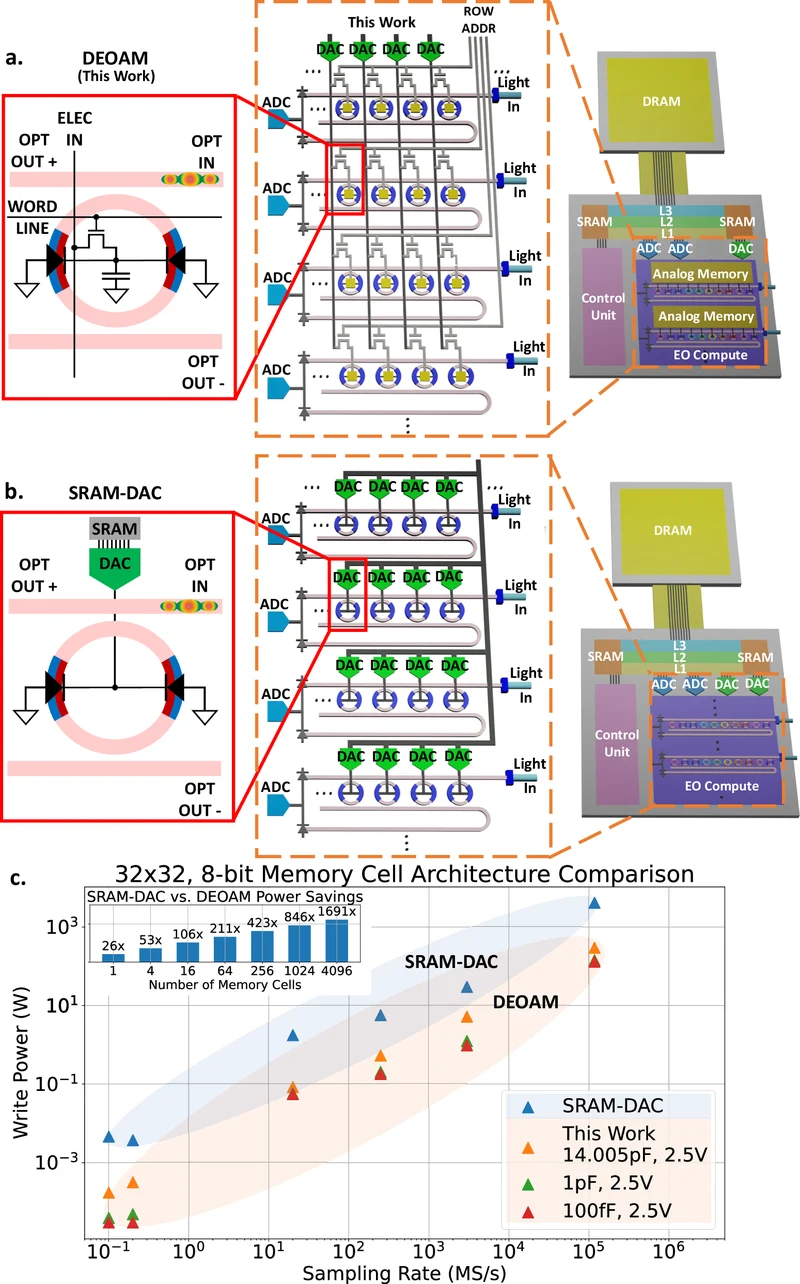 a.
DEOAM
(This Work)
ELEC
IN
OPT
OUT +
OPT
IN
WORD
LINE
OPT
OUT -
This Work
ROW
ADDR
DAC DAC DAC DAC
...
...
ADC
Light
In
ADC
Light
In
ADC
Light
In
ADC
...
Light
In
...
DRAM
L3
SRAM L2 SRAM
L1
ADC ADC DAC
Control
Unit
Analog Memory
Analog Memory
EO Compute
b.
SRAM-DAC
SRAM
DAC
OPT
OUT +
OPT
IN
OPT
OUT -
... DAC DAC DAC DAC ...
ADC
Light
In
DAC DAC DAC DAC
ADC
Light
In
DAC DAC DAC DAC
ADC
Light
In
DAC DAC DAC DAC
ADC
...
Light
In
...
DRAM
L3
SRAM L2 SRAM
L1
ADC ADC DAC DAC
Control
Unit
EO Compute
c.
32x32, 8-bit Memory Cell Architecture Comparison
SRAM-DAC vs. DEOAM Power Savings
26x 53x 106x 211x 423x 846x 1691x
1 4 16 64 256 1024 4096
Number of Memory Cells
SRAM-DAC
DEOAM
Write Power (W)
10³
10¹
10⁻¹
10⁻³
SRAM-DAC
This Work
14.005pF, 2.5V
1pF, 2.5V
100fF, 2.5V
10⁻¹ 10⁰ 10¹ 10² 10³ 10⁴ 10⁵ 10⁶
Sampling Rate (MS/s)